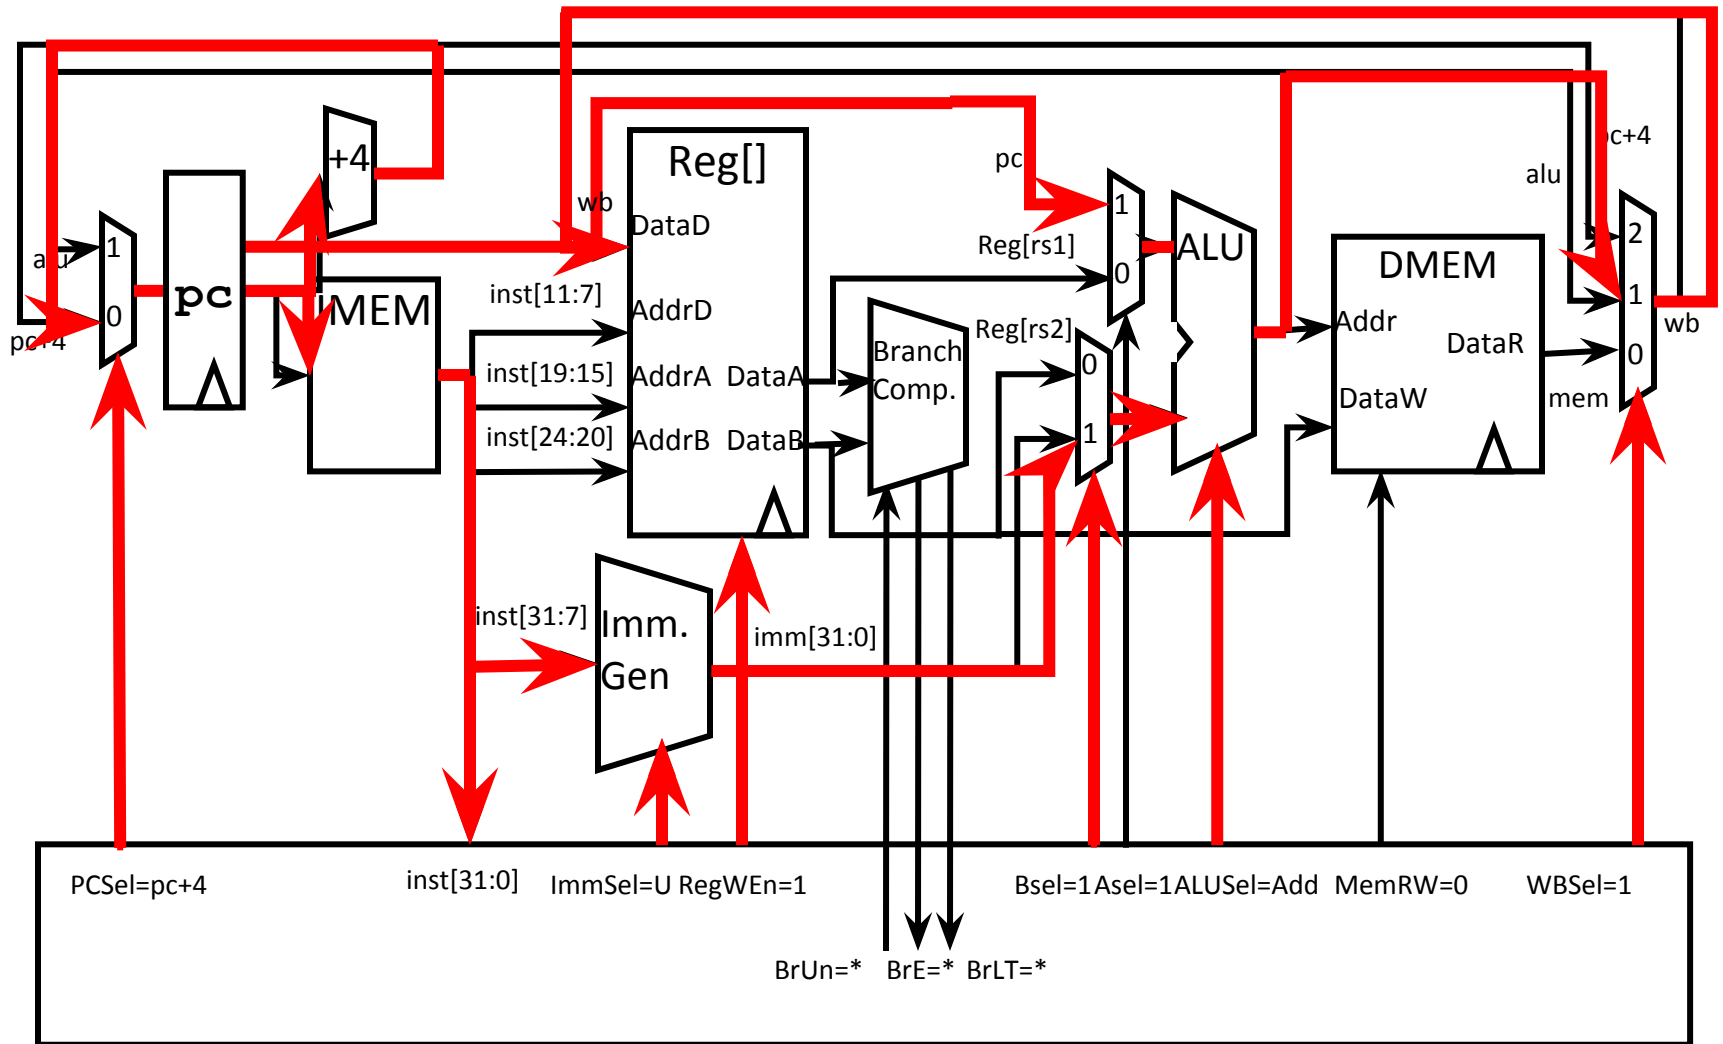 +4
Reg[]
pc
pc+4
wb
DataD
1
alu
ALU
2
DMEM
alu
1
Reg[rs1]
0
pc
IMEM
inst[11:7]
AddrD
1
0
Reg[rs2]
Addr
wb
pc+4
Branch
Comp.
0
DataR
0
inst[19:15]
AddrA
DataA
DataW
mem
inst[24:20]
AddrB
DataB
1
inst[31:7]
Imm.
Gen
imm[31:0]
PCSel=pc+4
inst[31:0]
ImmSel=U
RegWEn=1
Bsel=1
Asel=1
ALUSel=Add
MemRW=0
WBSel=1
BrUn=*
BrE=*
BrLT=*